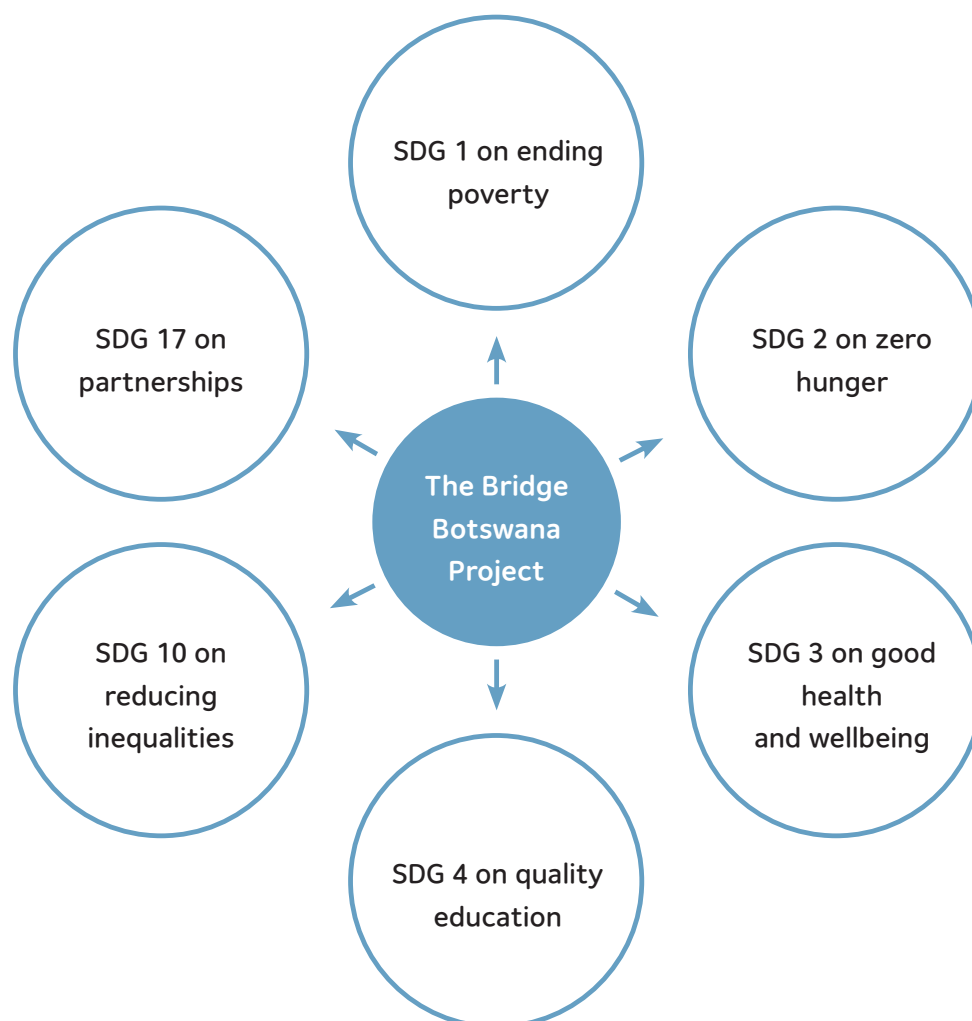 SDG 1 on ending
poverty
SDG 17 on
partnerships
SDG 2 on zero
hunger
The Bridge
Botswana
Project
SDG 10 on
reducing
inequalities
SDG 3 on good
health
and wellbeing
SDG 4 on quality
education